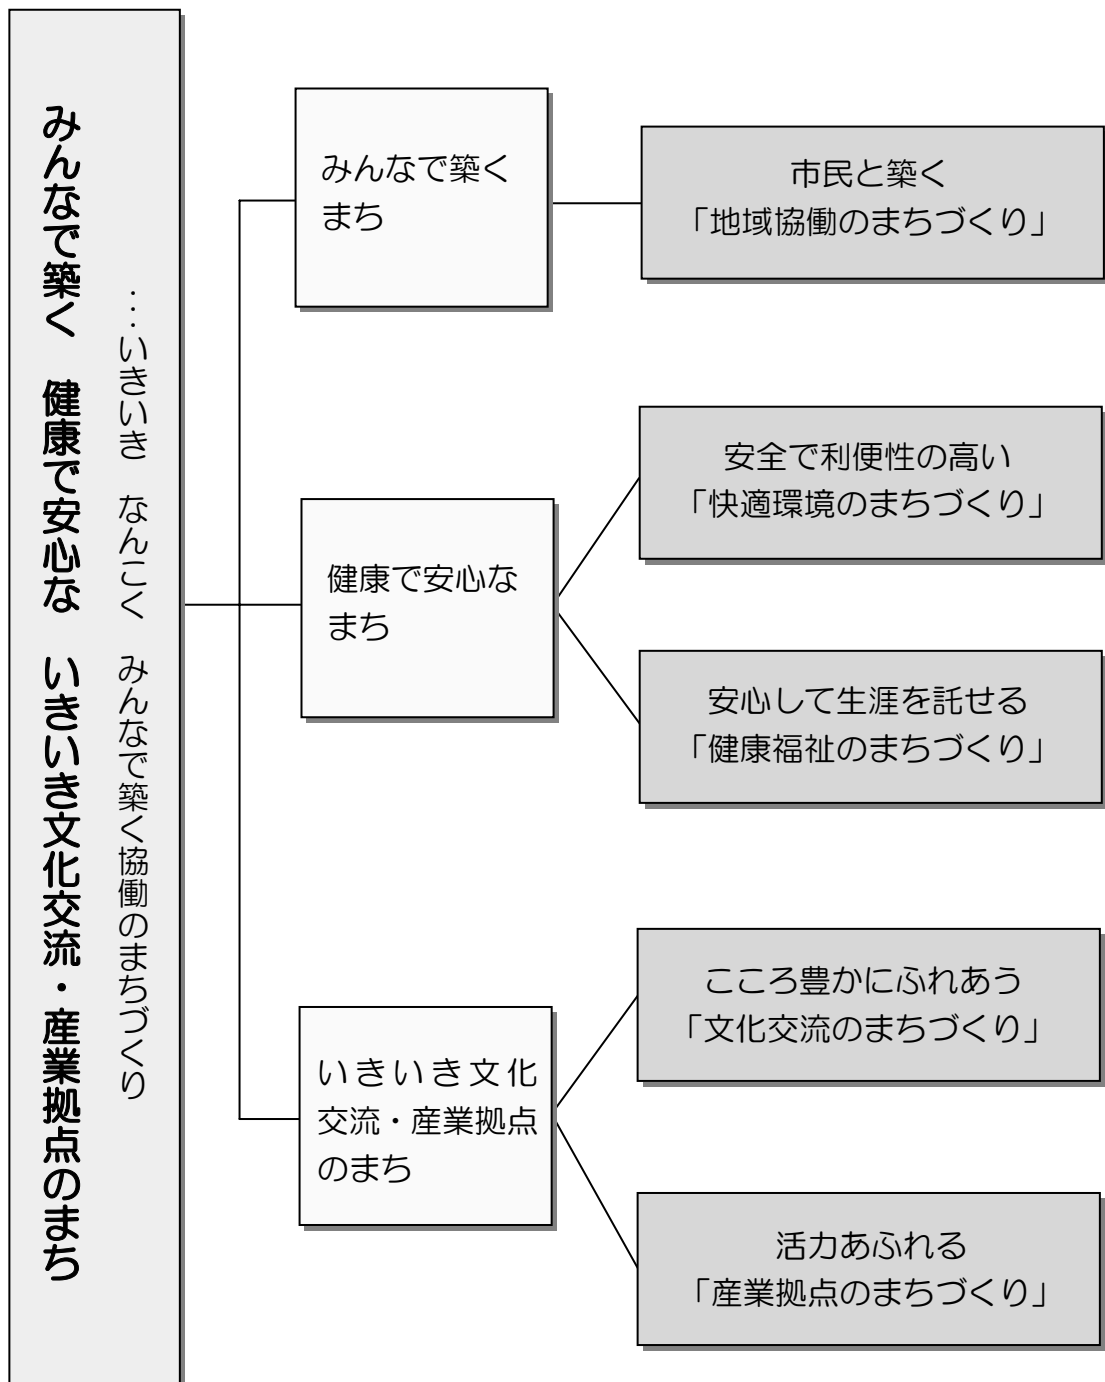 みんなで築く 健康で安心な いきいき文化交流・産業拠点のまち
…いきいき なんこく みんなで築く協働のまちづくり
みんなで築く
まち
市民と築く
「地域協働のまちづくり」
健康で安心な
まち
安全で利便性の高い
「快適環境のまちづくり」
安心して生涯を託せる
「健康福祉のまちづくり」
いきいき文化
交流・産業拠点
のまち
こころ豊かにふれあう
「文化交流のまちづくり」
活力あふれる
「産業拠点のまちづくり」